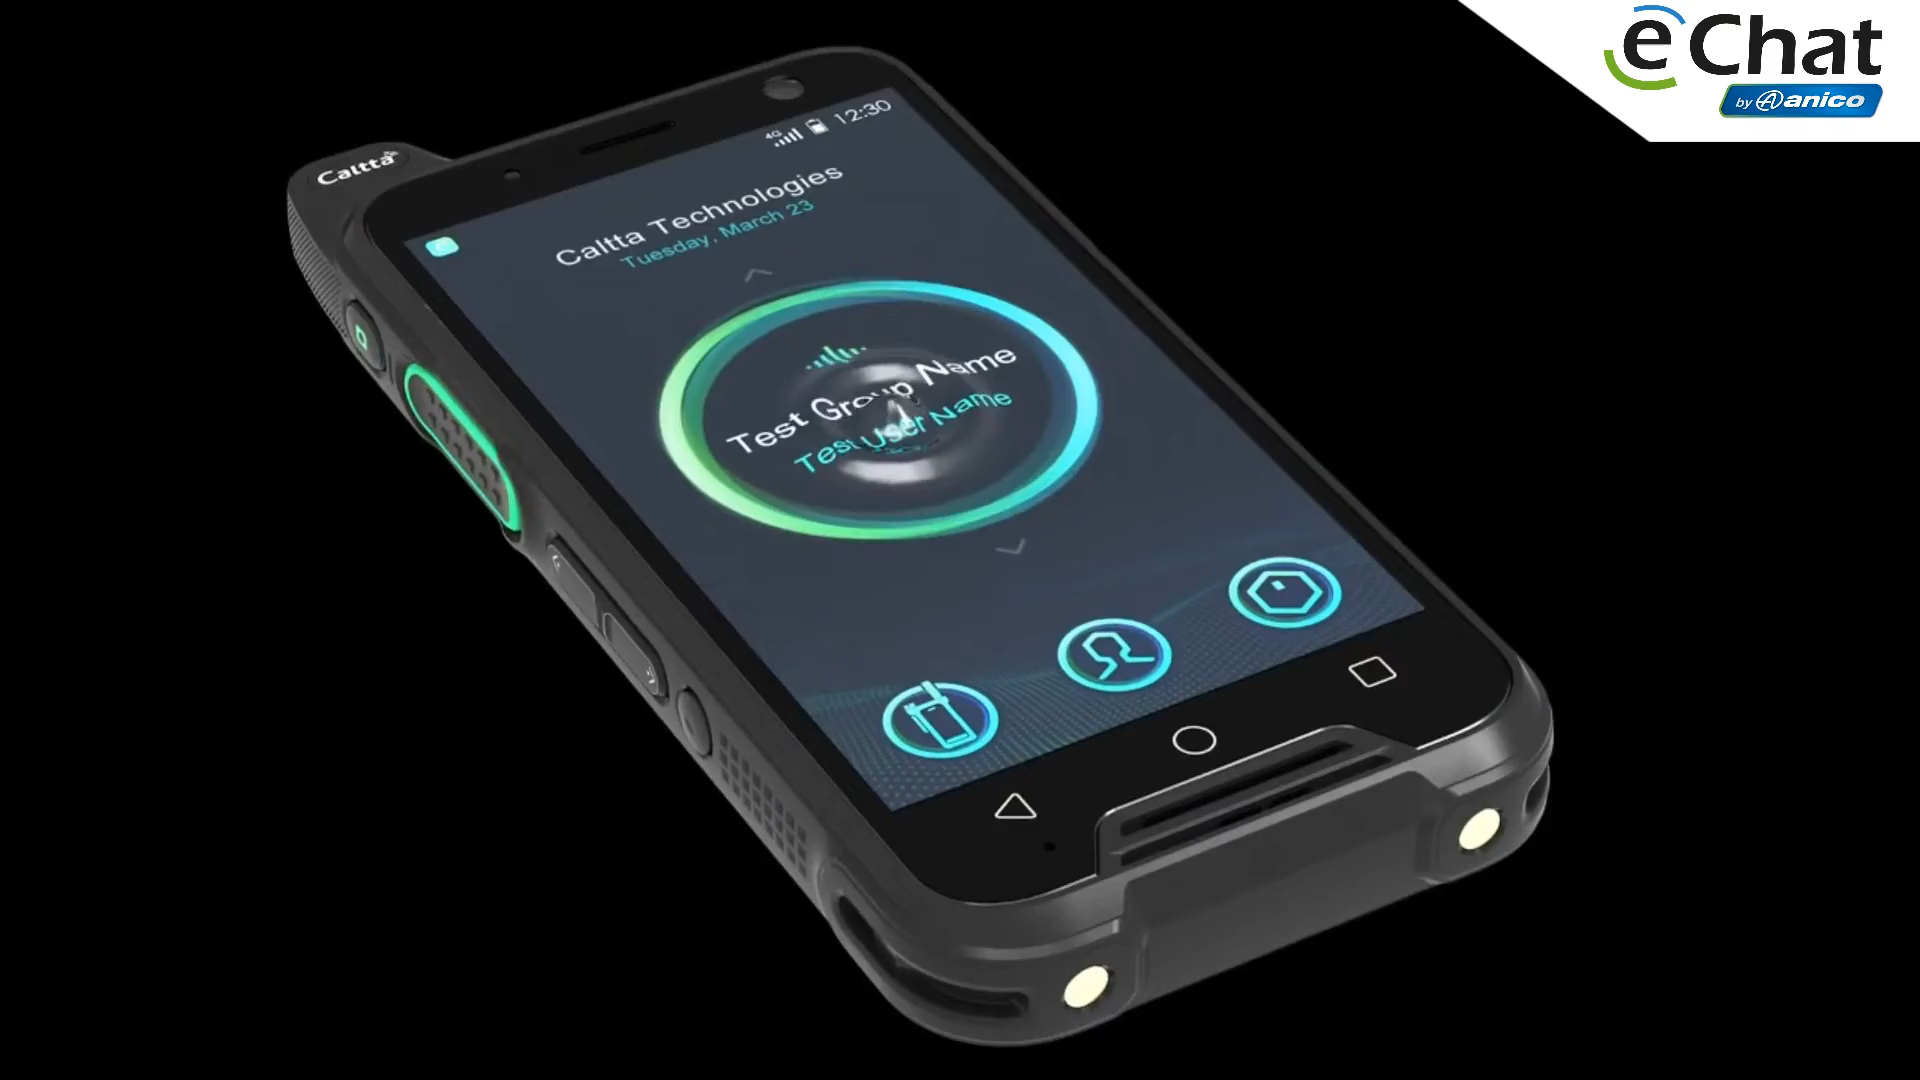 eChat
by anico
Caltta
4G 12:30
Caltta Technologies
Tuesday, March 23
Test Group Name
Test User Name